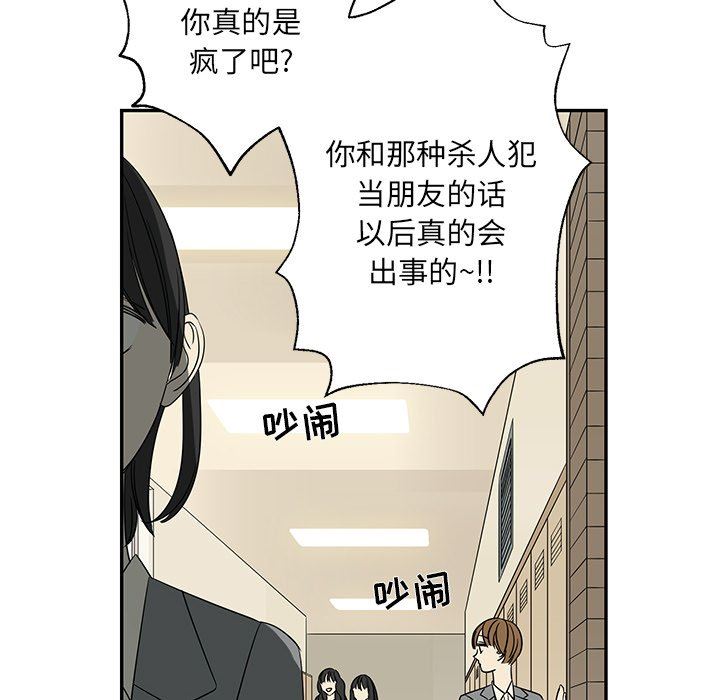 你真的是
疯了吧?
你和那种杀人犯
当朋友的话
以后真的会
出事的~!!
吵闹
吵闹